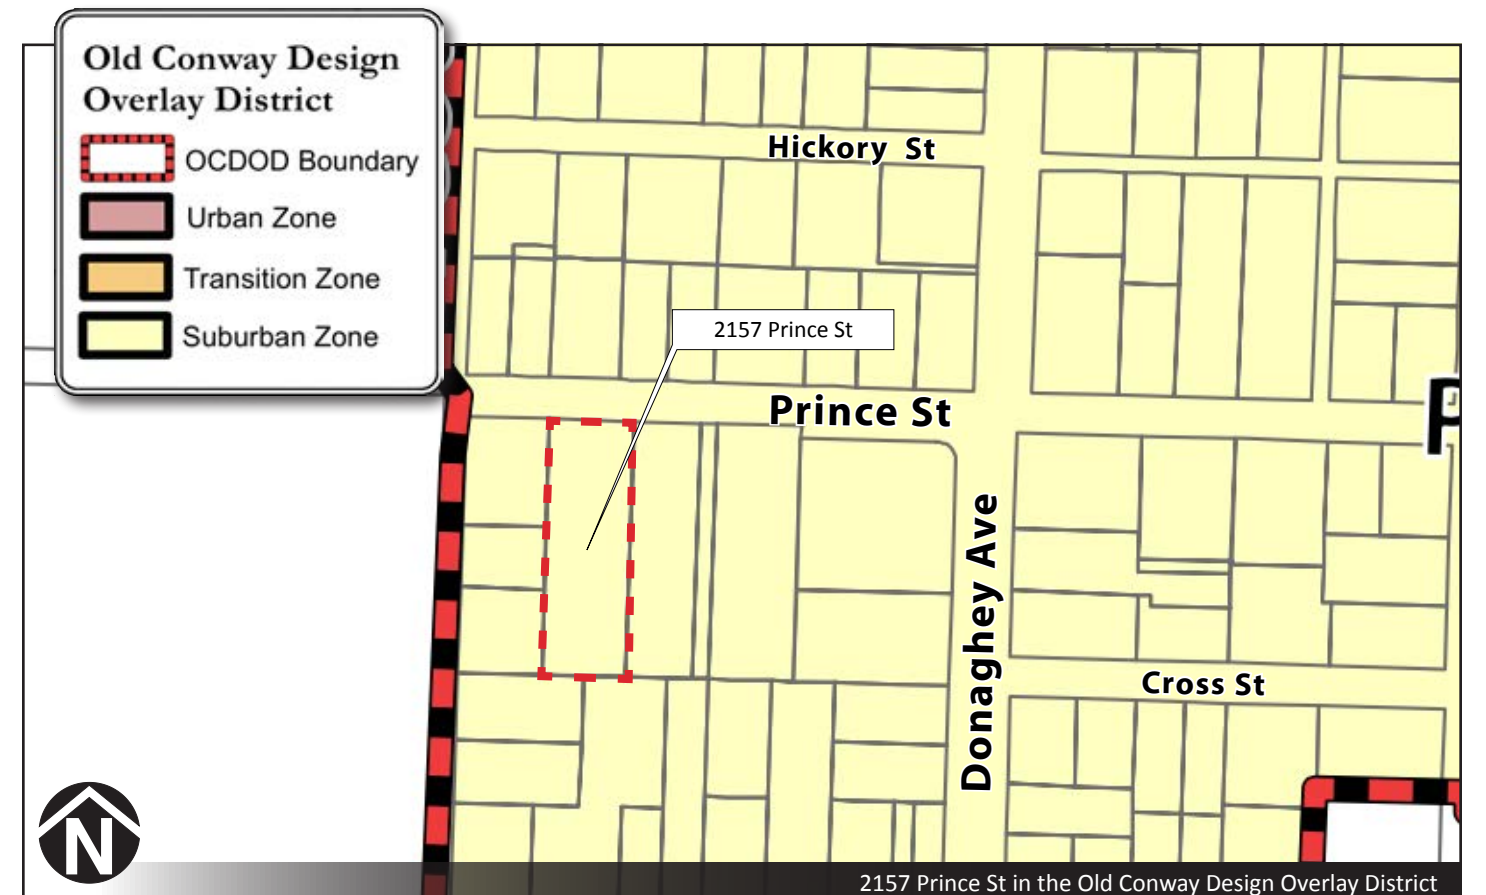 Old Conway Design
Overlay District
OCDOD Boundary
Urban Zone
Transition Zone
Suburban Zone
Hickory St
2157 Prince St
Prince St
P
Donaghey Ave
Cross St
N
2157 Prince St in the Old Conway Design Overlay District